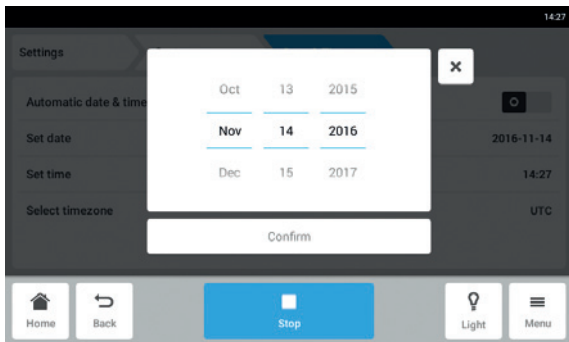 14:27
Settings
Oct 13 2015
Automatic date & time
Nov 14 2016
Set date
2016-11-14
Dec 15 2017
Set time
14:27
Select timezone
UTC
Confirm
Home
Back
Stop
Light
Menu